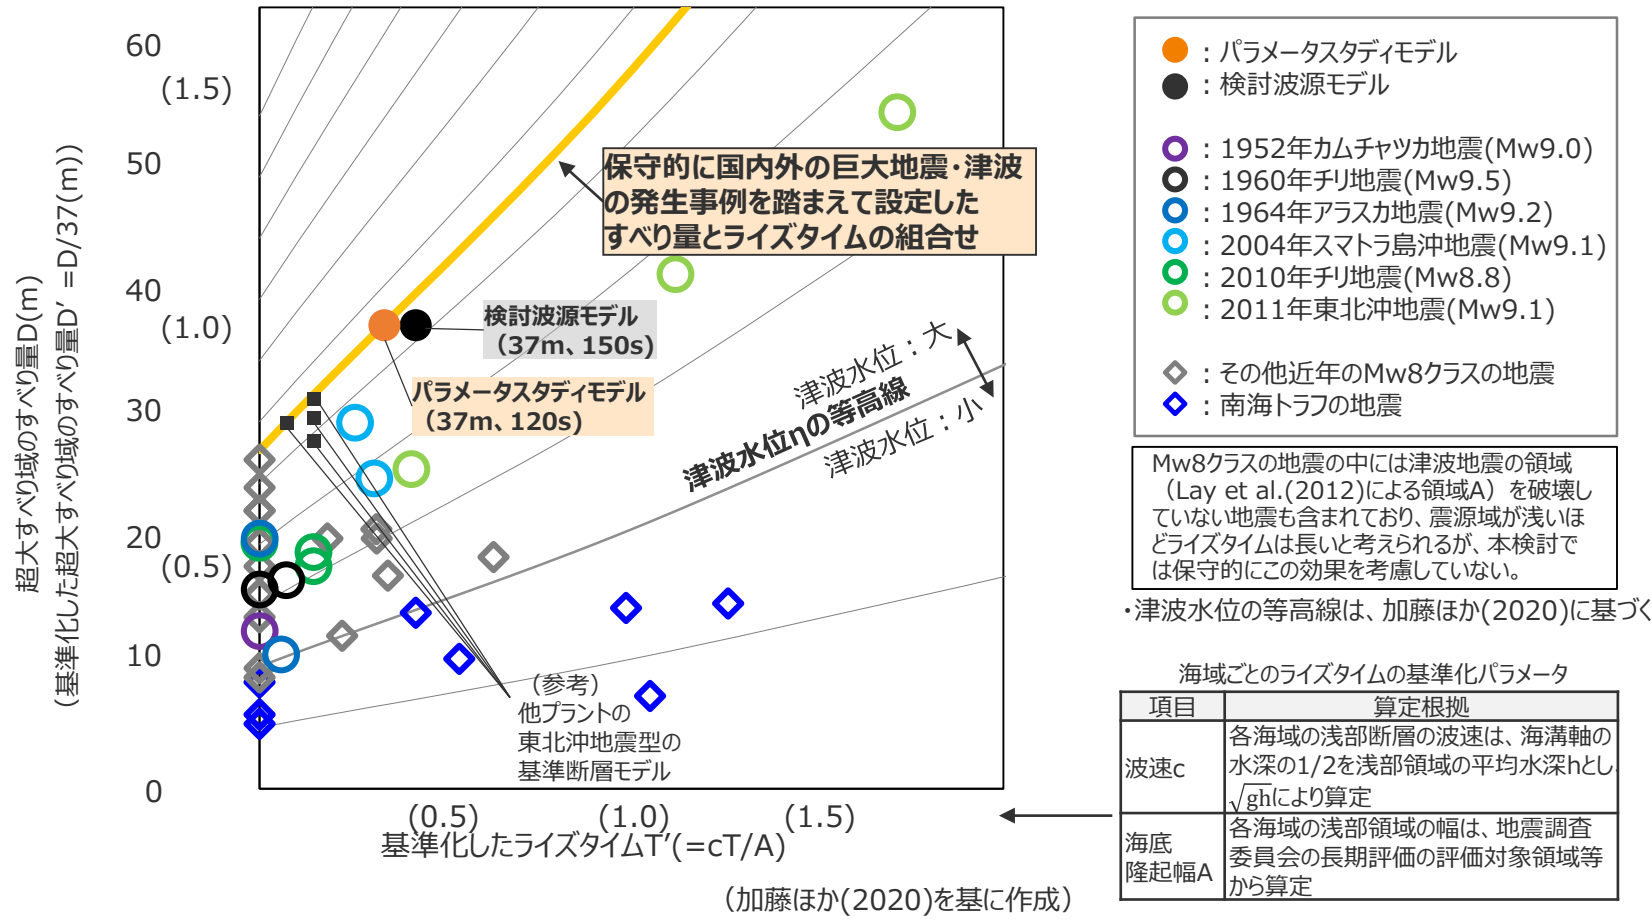 60
(1.5)
50
40
(1.0)
30
20
(0.5)
10
0
超大すべり域のすべり量D(m)
(基準化した超大すべり域のすべり量D’ =D/37(m))
保守的に国内外の巨大地震・津波
の発生事例を踏まえて設定した
すべり量とライズタイムの組合せ
検討波源モデル
(37m、150s)
パラメータスタディモデル
(37m、120s)
津波水位:大
津波水位ηの等高線
津波水位:小
(参考)
他プラントの
東北沖地震型の
基準断層モデル
(0.5)
(1.0)
(1.5)
基準化したライズタイムT’(=cT/A)
(加藤ほか(2020)を基に作成)
:パラメータスタディモデル
:検討波源モデル
:1952年カムチャツカ地震(Mw9.0)
:1960年チリ地震(Mw9.5)
:1964年アラスカ地震(Mw9.2)
:2004年スマトラ島沖地震(Mw9.1)
:2010年チリ地震(Mw8.8)
:2011年東北沖地震(Mw9.1)
:その他近年のMw8クラスの地震
:南海トラフの地震
Mw8クラスの地震の中には津波地震の領域
(Lay et al.(2012)による領域A)を破壊し
ていない地震も含まれており、震源域が浅いほ
どライズタイムは長いと考えられるが、本検討で
は保守的にこの効果を考慮していない。
・津波水位の等高線は、加藤ほか(2020)に基づく
海域ごとのライズタイムの基準化パラメータ
項目 算定根拠
波速c
各海域の浅部断層の波速は、海溝軸の
水深の1/2を浅部領域の平均水深hとし、
√ghにより算定
海底
隆起幅A
各海域の浅部領域の幅は、地震調査
委員会の長期評価の評価対象領域等
から算定